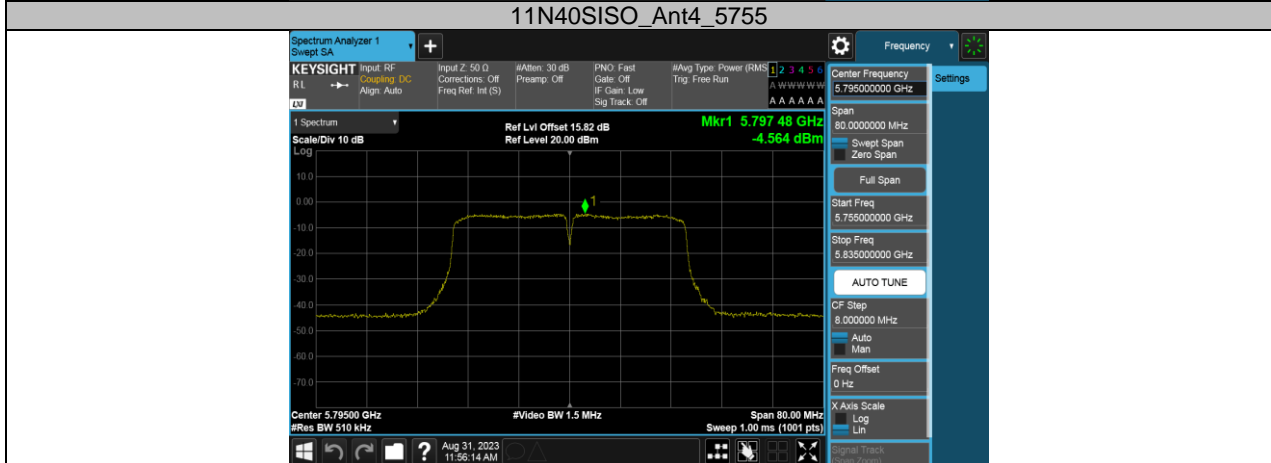 11N40SISO_Ant4_5755
Spectrum Analyzer 1
Swept SA
+
Frequency
KEYSIGHT
RL
LXI
Input: RF
Coupling: DC
Align: Auto
Input Z: 50 Ω
Corrections: Off
Freq Ref: Int (S)
#Atten: 30 dB
Preamp: Off
PNO: Fast
Gate: Off
IF Gain: Low
Sig Track: Off
#Avg Type: Power (RMS
Trig: Free Run
1 2 3 4 5 6
A W W W W W
A A A A A A
Center Frequency
5.795000000 GHz
Settings
Span
80.0000000 MHz
Swept Span
Zero Span
Full Span
Start Freq
5.755000000 GHz
Stop Freq
5.835000000 GHz
AUTO TUNE
CF Step
8.000000 MHz
Auto
Man
Freq Offset
0 Hz
X Axis Scale
Log
Lin
Signal Track
(Span Zoom)
1 Spectrum
Scale/Div 10 dB
Log
Ref Lvl Offset 15.82 dB
Ref Level 20.00 dBm
Mkr1 5.797 48 GHz
-4.564 dBm
1
10.0
0.00
-10.0
-20.0
-30.0
-40.0
-50.0
-60.0
-70.0
Center 5.79500 GHz
#Res BW 510 kHz
#Video BW 1.5 MHz
Span 80.00 MHz
Sweep 1.00 ms (1001 pts)
?
Aug 31, 2023
11:56:14 AM